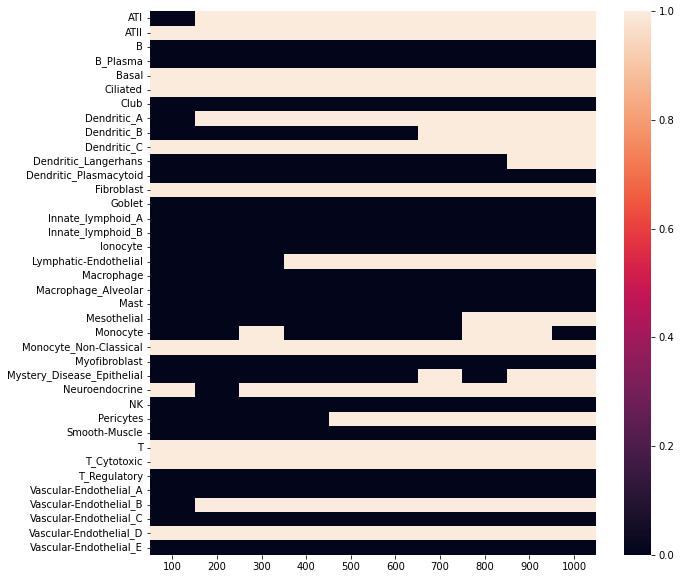 ATI
ATII
B
B_Plasma
Basal
Ciliated
Club
Dendritic_A
Dendritic_B
Dendritic_C
Dendritic_Langerhans
Dendritic_Plasmacytoid
Fibroblast
Goblet
Innate_lymphoid_A
Innate_lymphoid_B
Ionocyte
Lymphatic-Endothelial
Macrophage
Macrophage_Alveolar
Mast
Mesothelial
Monocyte
Monocyte_Non-Classical
Myofibroblast
Mystery_Disease_Epithelial
Neuroendocrine
NK
Pericytes
Smooth-Muscle
T
T_Cytotoxic
T_Regulatory
Vascular-Endothelial_A
Vascular-Endothelial_B
Vascular-Endothelial_C
Vascular-Endothelial_D
Vascular-Endothelial_E
100 200 300 400 500 600 700 800 900 1000
1.0
0.8
0.6
0.4
0.2
0.0